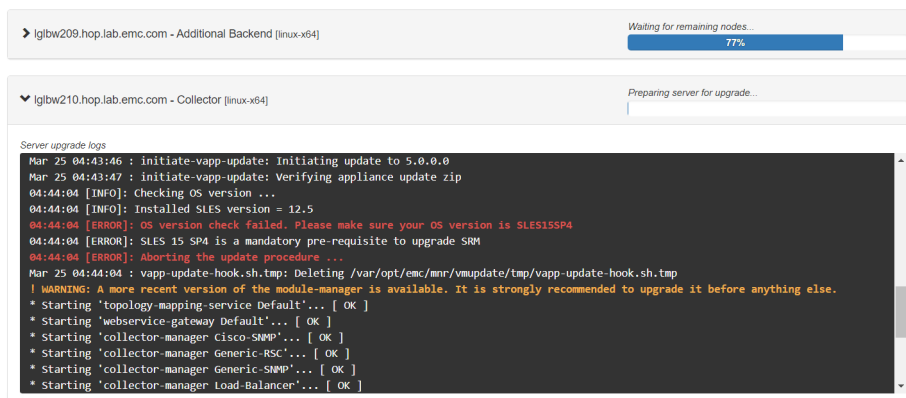 lglbw209.hop.lab.emc.com - Additional Backend [linux-x64]
Waiting for remaining nodes...
77%
lglbw210.hop.lab.emc.com - Collector [linux-x64]
Preparing server for upgrade...
Server upgrade logs
Mar 25 04:43:46 : initiate-vapp-update: Initiating update to 5.0.0.0
Mar 25 04:43:47 : initiate-vapp-update: Verifying appliance update zip
04:44:04 [INFO]: Checking OS version ...
04:44:04 [INFO]: Installed SLES version = 12.5
04:44:04 [ERROR]: OS version check failed. Please make sure your OS version is SLES15SP4
04:44:04 [ERROR]: SLES 15 SP4 is a mandatory pre-requisite to upgrade SRM
04:44:04 [ERROR]: Aborting the update procedure ...
Mar 25 04:44:04 : vapp-update-hook.sh.tmp: Deleting /var/opt/emc/mnr/vmupdate/tmp/vapp-update-hook.sh.tmp
! WARNING: A more recent version of the module-manager is available. It is strongly recommended to upgrade it before anything else.
* Starting 'topology-mapping-service Default'... [ OK ]
* Starting 'webservice-gateway Default'... [ OK ]
* Starting 'collector-manager Cisco-SNMP'... [ OK ]
* Starting 'collector-manager Generic-RSC'... [ OK ]
* Starting 'collector-manager Generic-SNMP'... [ OK ]
* Starting 'collector-manager Load-Balancer'... [ OK ]